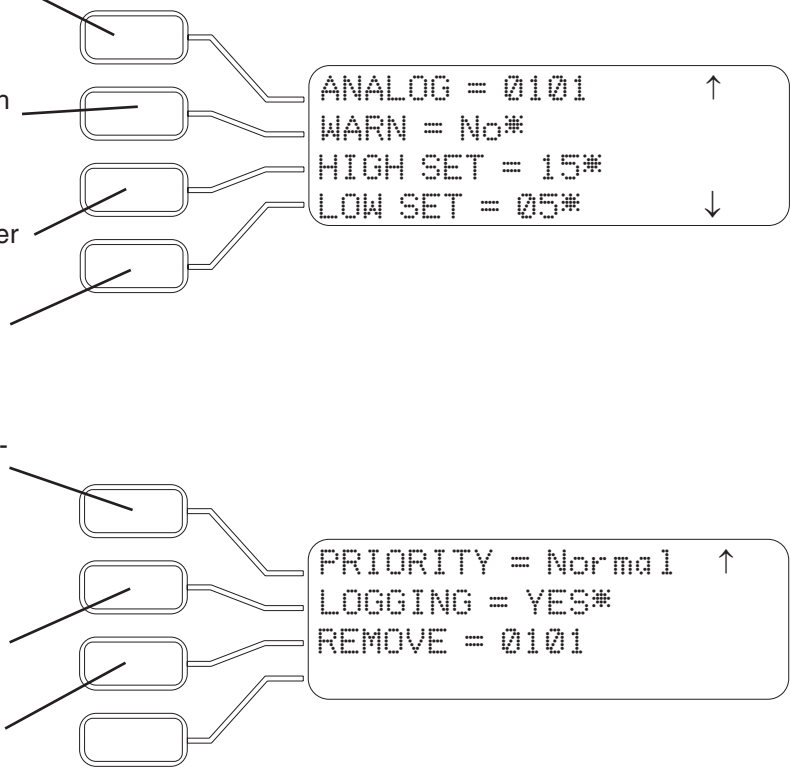 ANALOG = 0101 ↑
WARN = No*
HIGH SET = 15*
LOW SET = 05* ↓
PRIORITY = Normal ↑
LOGGING = YES*
REMOVE = 0101